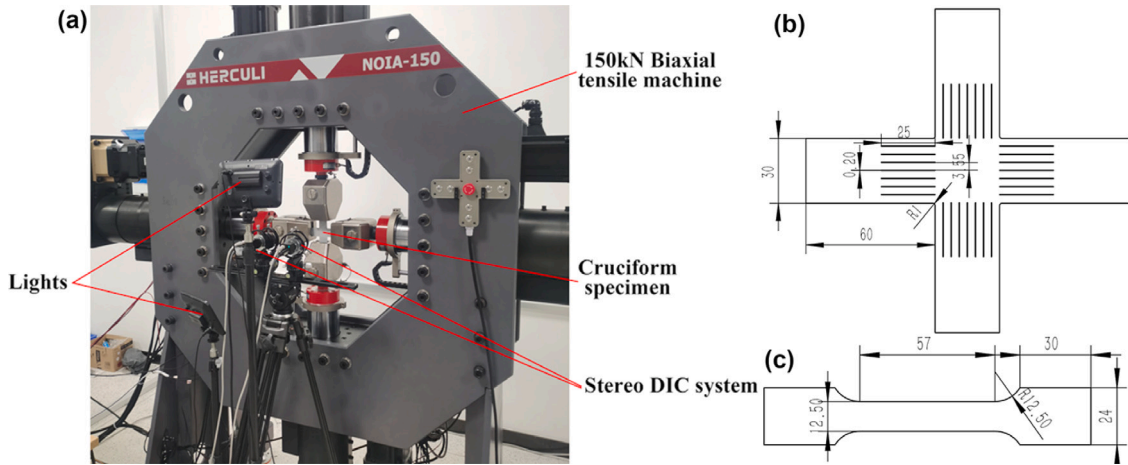 (a)
HERCULI
NOIA-150
150kN Biaxial
tensile machine
Lights
Cruciform
specimen
Stereo DIC system
(b)
25
30
0.20
3.55
R1
60
(c)
57
30
12.50
R12.50
24